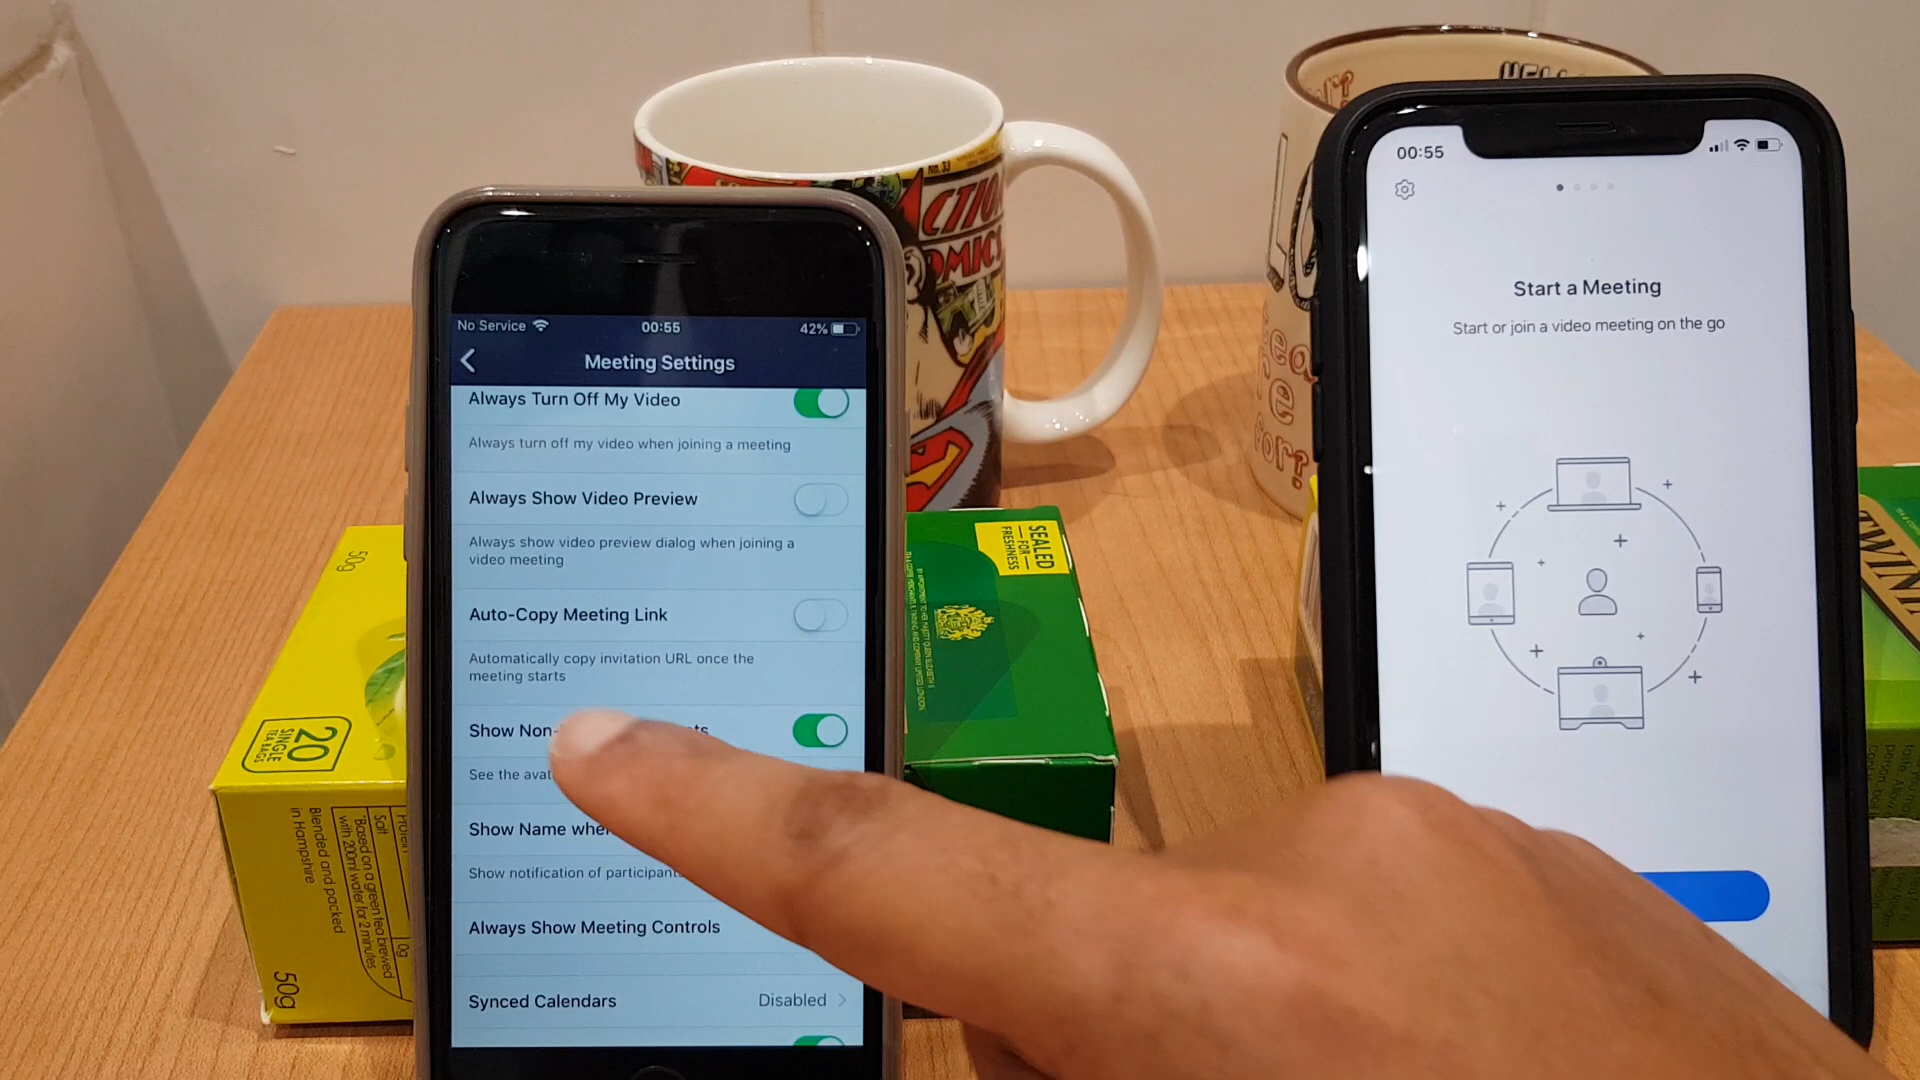 No Service
00:55
42%
Meeting Settings
Always Turn Off My Video
Always turn off my video when joining a meeting
Always Show Video Preview
Always show video preview dialog when joining a
video meeting
Auto-Copy Meeting Link
Automatically copy invitation URL once the
meeting starts
Show Non-
See the
Show Name
Show notification of
Always Show Meeting Controls
Synced Calendars
Disabled
00:55
Start a Meeting
Start or join a video meeting on the go
No. 33
ACTION
COMICS
SEALED
FOR
FRESHNESS
50g
20
SINGLE
TEA BAGS
Salt
0g
*Based on a green tea brewed
with 200ml water for 2 minutes
Blended and packed
in Hampshire
50g